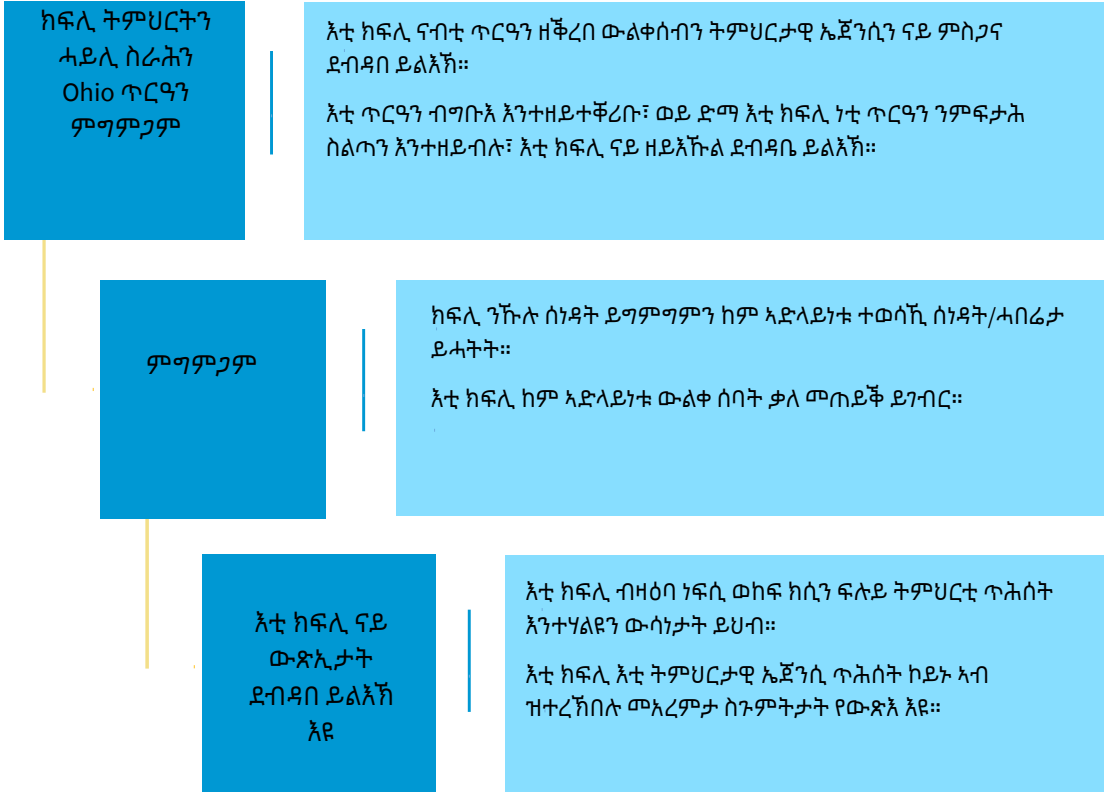 ክፍሊ ትምህርትን
ሓይሊ ስራሕን
Ohio ጥርዓን
ምግምጋም
እቲ ክፍሊ ናብቲ ጥርዓን ዘቕረበ ውልቀሰብን ትምህርታዊ ኤጀንሲን ናይ ምስጋና
ደብዳበ ይልእኽ።
እቲ ጥርዓን ብግቡእ እንተዘይተቐሪቡ፣ ወይ ድማ እቲ ክፍሊ ነቲ ጥርዓን ንምፍታሕ
ስልጣን እንተዘይብሉ፣ እቲ ክፍሊ ናይ ዘይእኹል ደብዳቤ ይልእኽ።
ምግምጋም
ክፍሊ ንኹሉ ሰነዳት ይግምግምን ከም ኣድላይነቱ ተወሳኺ ሰነዳት/ሓበሬታ
ይሓትት።
እቲ ክፍሊ ከም ኣድላይነቱ ውልቀ ሰባት ቃለ መጠይቕ ይገብር።
እቲ ክፍሊ ናይ
ውጽኢታት
ደብዳበ ይልእኽ
እዩ
እቲ ክፍሊ ብዛዕባ ነፍሲ ወከፍ ክሲን ፍሉይ ትምህርቲ ጥሕሰት
እንተሃልዩን ውሳነታት ይህብ።
እቲ ክፍሊ እቲ ትምህርታዊ ኤጀንሲ ጥሕሰት ኮይኑ ኣብ
ዝተረኽበሉ መእረምታ ስጉምትታት የውጽእ እዩ።